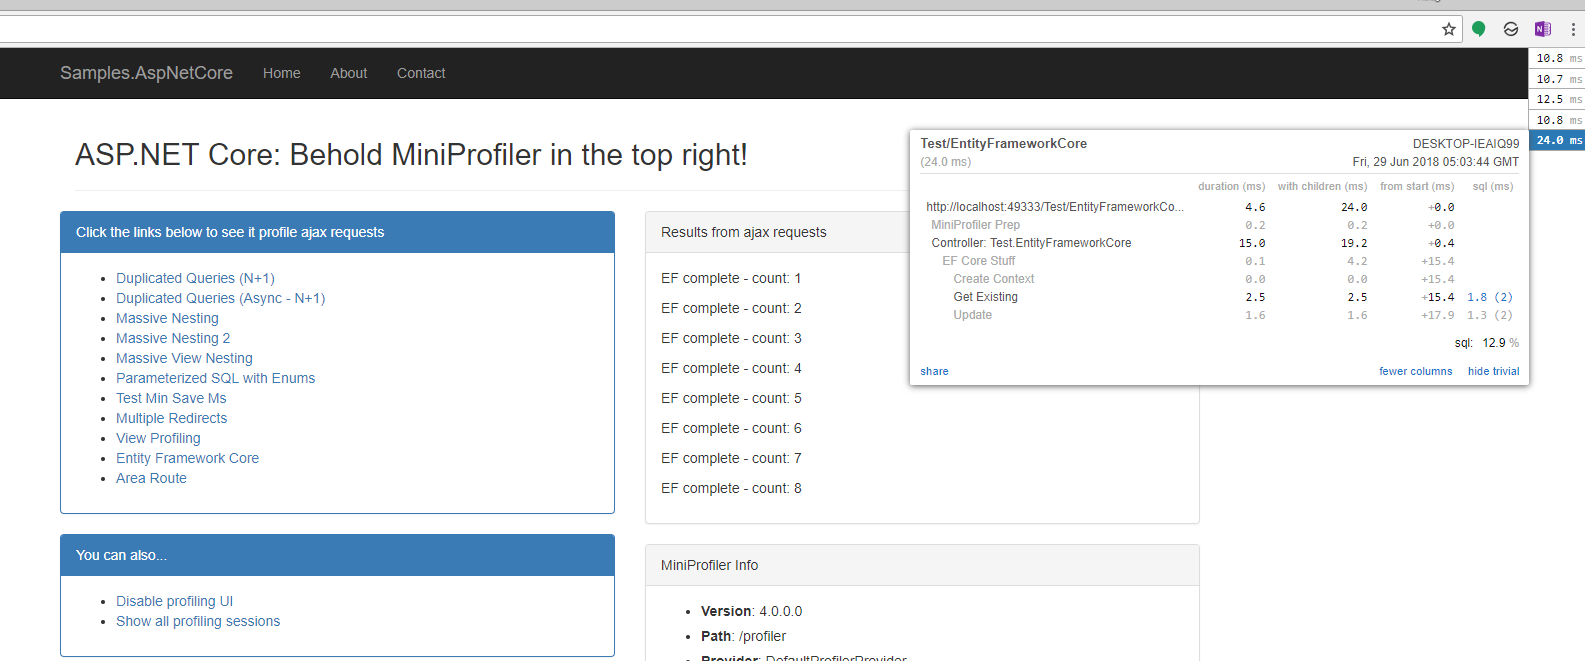 Samples.AspNetCore Home About Contact
10.8 ms
10.7 ms
12.5 ms
10.8 ms
24.0 ms
ASP.NET Core: Behold MiniProfiler in the top right!
Test/EntityFrameworkCore DESKTOP-IEAIQ99
(24.0 ms) Fri, 29 Jun 2018 05:03:44 GMT
duration (ms) with children (ms) from start (ms) sql (ms)
http://localhost:49333/Test/EntityFrameworkCo... 4.6 24.0 +0.0
MiniProfiler Prep 0.2 0.2 +0.0
Controller: Test.EntityFrameworkCore 15.0 19.2 +0.4
EF Core Stuff 0.1 4.2 +15.4
Create Context 0.0 0.0 +15.4
Get Existing 2.5 2.5 +15.4 1.8 (2)
Update 1.6 1.6 +17.9 1.3 (2)
sql: 12.9 %
share fewer columns hide trivial
Click the links below to see it profile ajax requests
Duplicated Queries (N+1)
Duplicated Queries (Async - N+1)
Massive Nesting
Massive Nesting 2
Massive View Nesting
Parameterized SQL with Enums
Test Min Save Ms
Multiple Redirects
View Profiling
Entity Framework Core
Area Route
Results from ajax requests
EF complete - count: 1
EF complete - count: 2
EF complete - count: 3
EF complete - count: 4
EF complete - count: 5
EF complete - count: 6
EF complete - count: 7
EF complete - count: 8
You can also...
Disable profiling UI
Show all profiling sessions
MiniProfiler Info
Version: 4.0.0.0
Path: /profiler
Provider: DefaultProfilerProvider